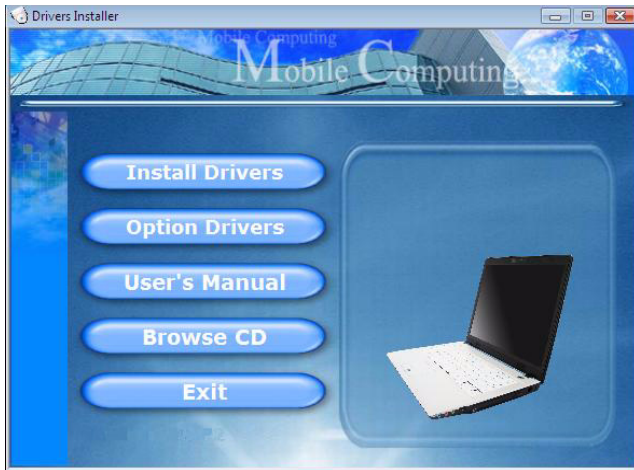 Drivers Installer
Mobile Computing
Mobile Computing
Install Drivers
Option Drivers
User's Manual
Browse CD
Exit